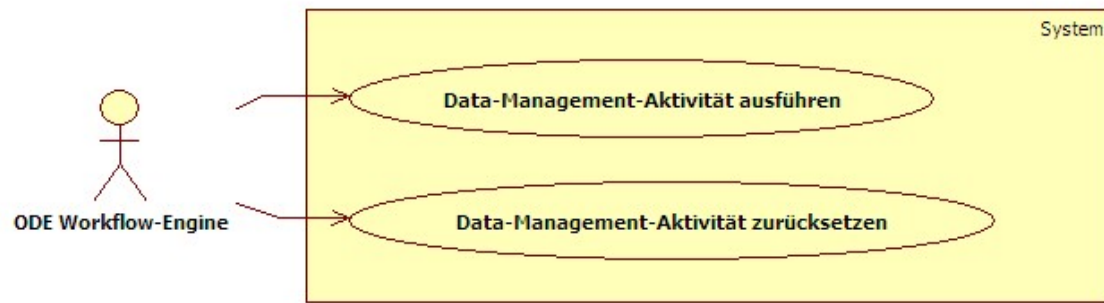 System
Data-Management-Aktivität ausführen
ODE Workflow-Engine
Data-Management-Aktivität zurücksetzen